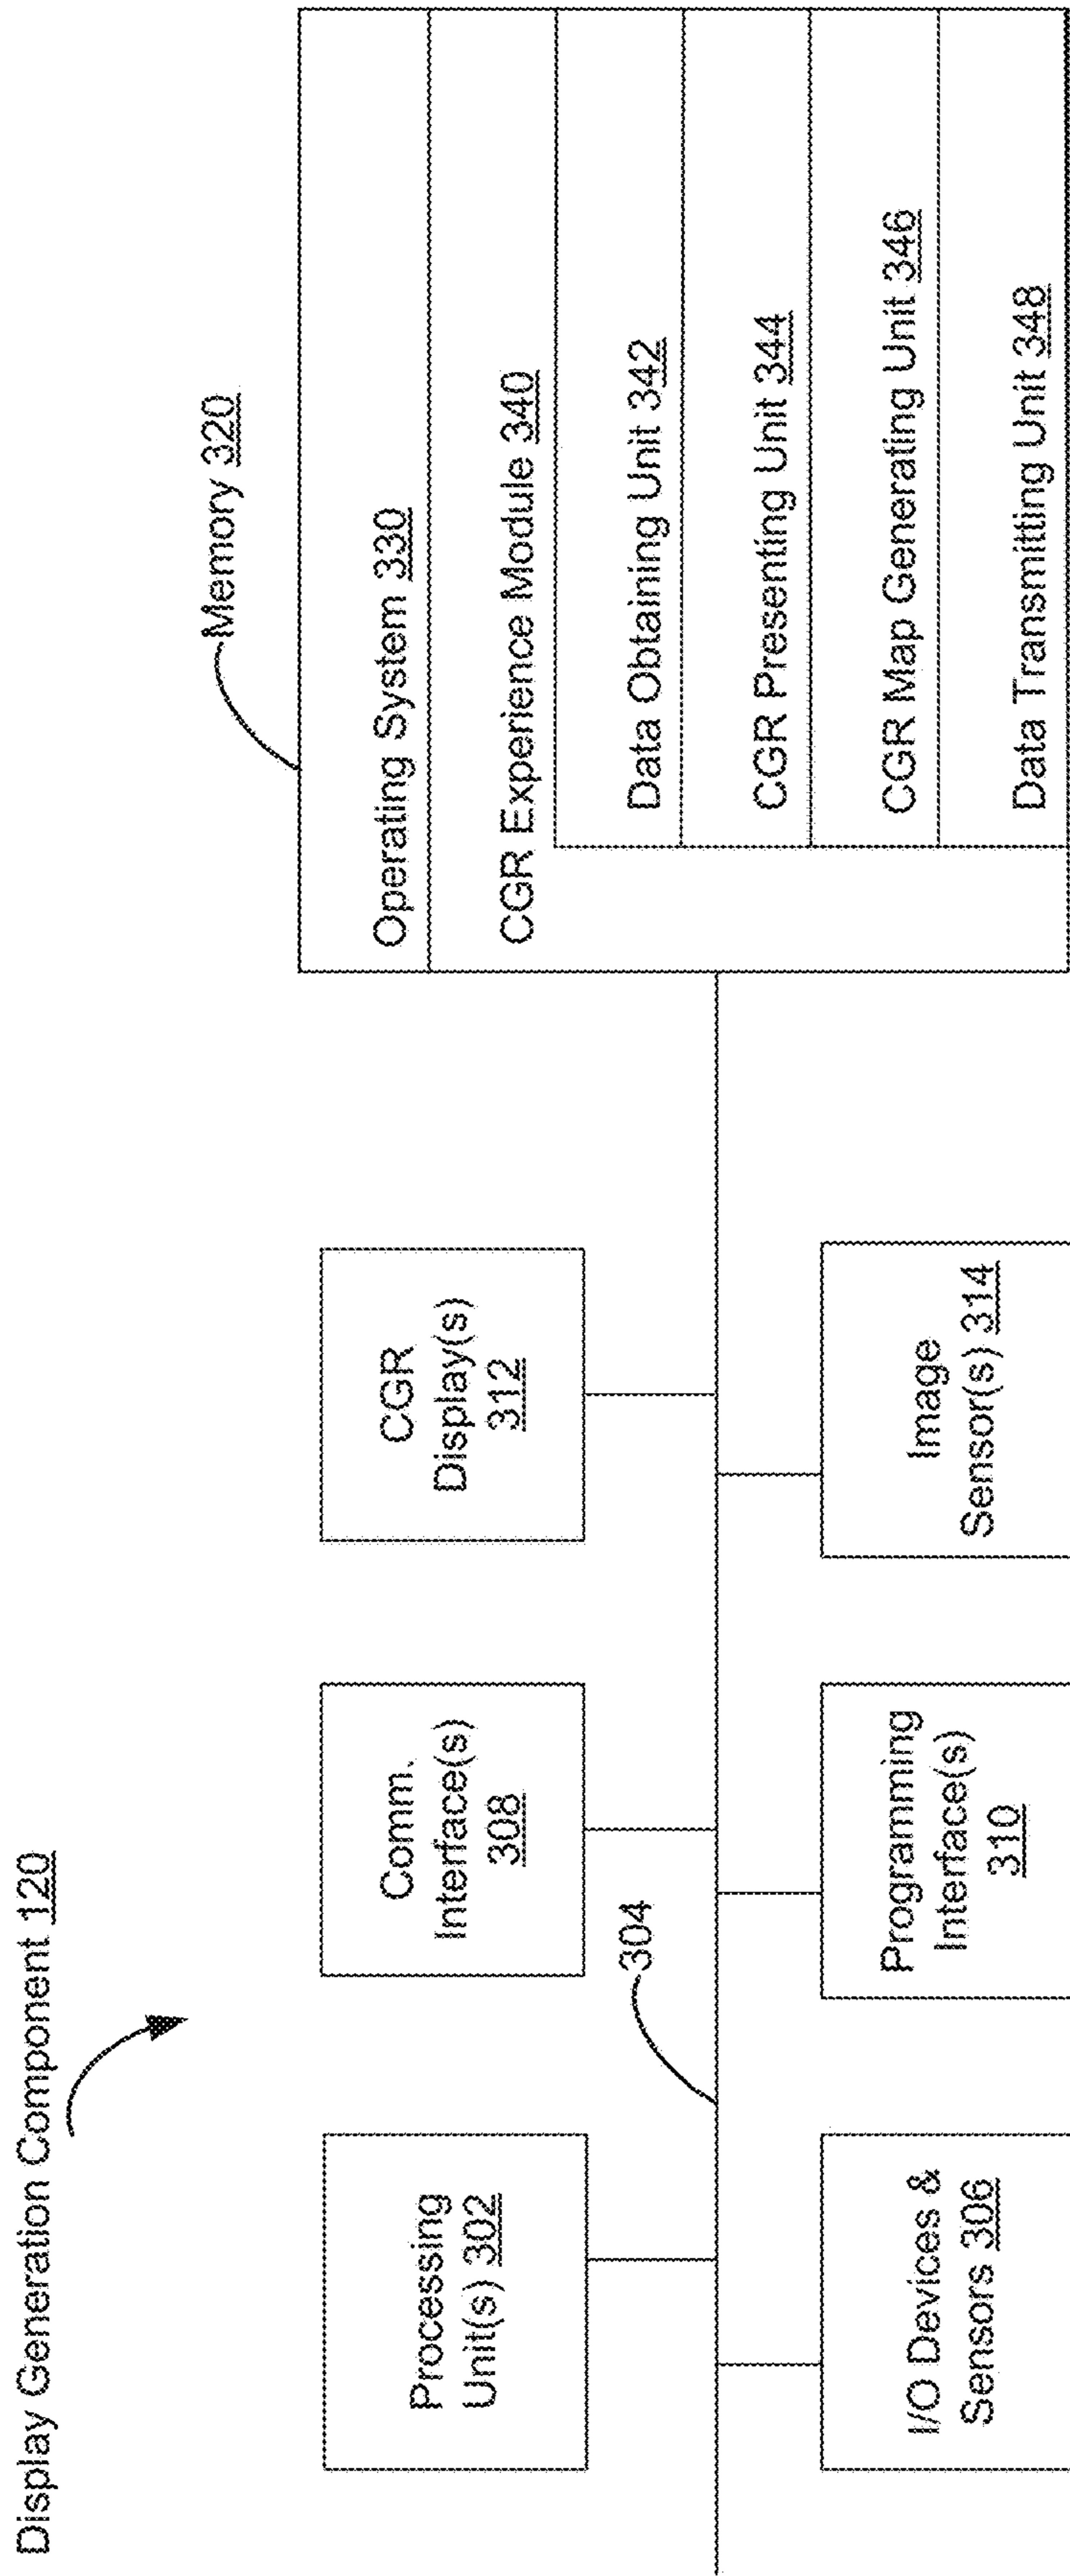 Display Generation Component 120
Memory 320
Operating System 330
CGR Experience Module 340
Data Obtaining Unit 342
CGR Presenting Unit 344
CGR Map Generating Unit 346
Data Transmitting Unit 348
Processing
Unit(s) 302
Comm.
Interface(s)
308
CGR
Display(s)
312
304
I/O Devices &
Sensors 306
Programming
Interface(s)
310
Image
Sensor(s) 314